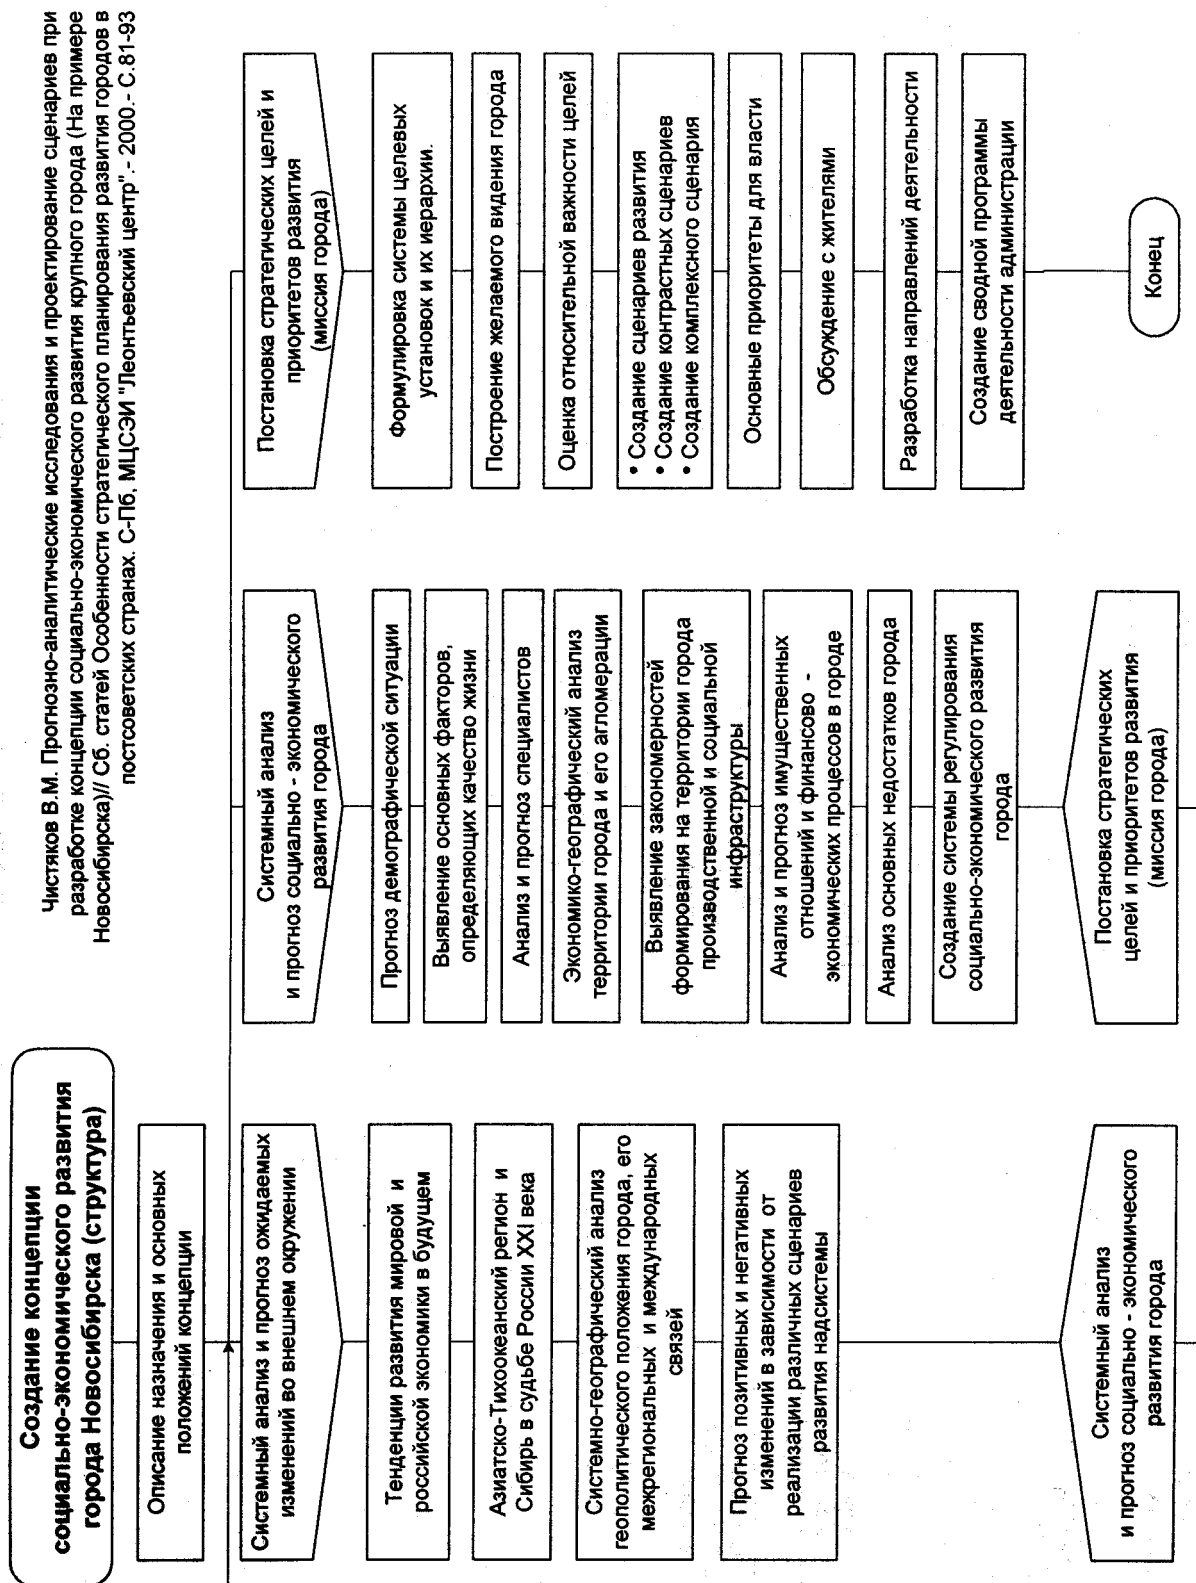 Чистяков В.М. Прогнозно-аналитические исследования и проектирование сценариев при
разработке концепции социально-экономического развития крупного города (На примере
Новосибирска)// Сб. статей Особенности стратегического планирования развития городов в
постсоветских странах. С-Пб, МЦСЭИ "Леонтьевский центр".- 2000.- С.81-93
Создание концепции
социально-экономического развития
города Новосибирска (структура)
Описание назначения и основных
положений концепции
Системный анализ и прогноз ожидаемых
изменений во внешнем окружении
Тенденции развития мировой и
российской экономики в будущем
Азиатско-Тихоокеанский регион и
Сибирь в судьбе России XXI века
Системно-географический анализ
геополитического положения города, его
межрегиональных и международных
связей
Прогноз позитивных и негативных
изменений в зависимости от
реализации различных сценариев
развития надсистемы
Системный анализ
и прогноз социально - экономического
развития города
Системный анализ
и прогноз социально - экономического
развития города
Прогноз демографической ситуации
Выявление основных факторов,
определяющих качество жизни
Анализ и прогноз специалистов
Экономико-географический анализ
территории города и его агломерации
Выявление закономерностей
формирования на территории города
производственной и социальной
инфраструктуры
Анализ и прогноз имущественных
отношений и финансово -
экономических процессов в городе
Анализ основных недостатков города
Создание системы регулирования
социально-экономического развития
города
Постановка стратегических
целей и приоритетов развития
(миссия города)
Постановка стратегических целей и
приоритетов развития
(миссия города)
Формулировка системы целевых
установок и их иерархии.
Построение желаемого видения города
Оценка относительной важности целей
• Создание сценариев развития
• Создание контрастных сценариев
• Создание комплексного сценария
Основные приоритеты для власти
Обсуждение с жителями
Разработка направлений деятельности
Создание сводной программы
деятельности администрации
Конец